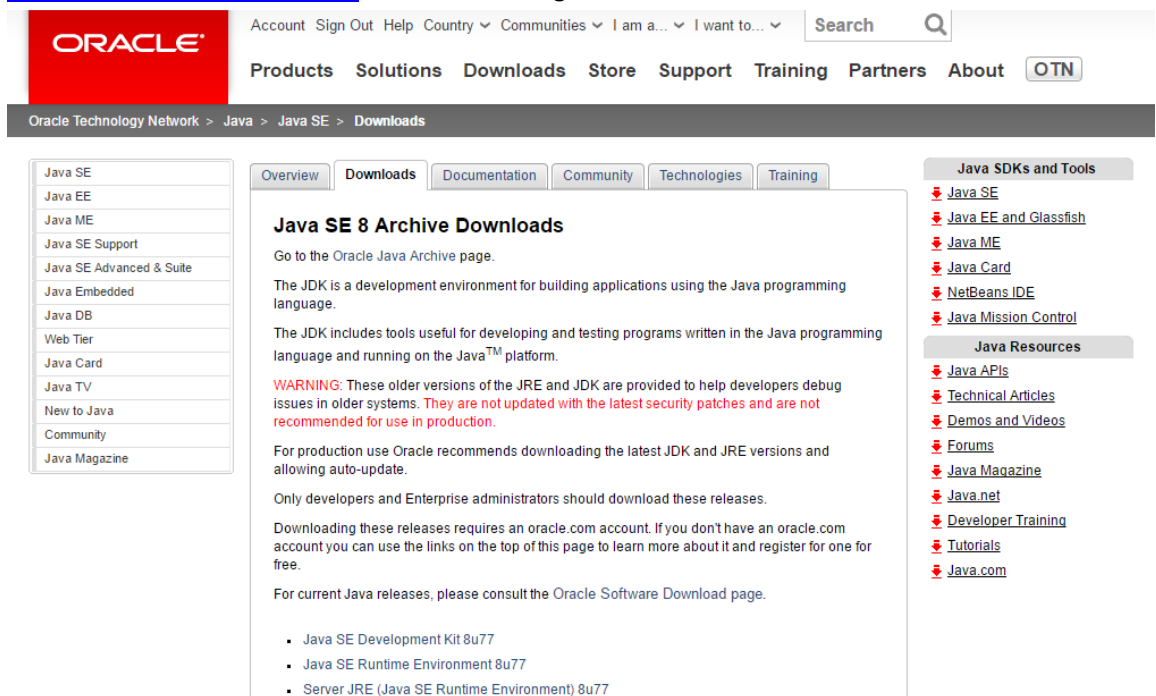 ORACLE
Account Sign Out Help Country Communities I am a... I want to... Search
Products Solutions Downloads Store Support Training Partners About OTN
Oracle Technology Network > Java > Java SE > Downloads
Java SE
Java EE
Java ME
Java SE Support
Java SE Advanced & Suite
Java Embedded
Java DB
Web Tier
Java Card
Java TV
New to Java
Community
Java Magazine
Overview Downloads Documentation Community Technologies Training
Java SE 8 Archive Downloads
Go to the Oracle Java Archive page.
The JDK is a development environment for building applications using the Java programming
language.
The JDK includes tools useful for developing and testing programs written in the Java programming
language and running on the Java™ platform.
WARNING: These older versions of the JRE and JDK are provided to help developers debug
issues in older systems. They are not updated with the latest security patches and are not
recommended for use in production.
For production use Oracle recommends downloading the latest JDK and JRE versions and
allowing auto-update.
Only developers and Enterprise administrators should download these releases.
Downloading these releases requires an oracle.com account. If you don't have an oracle.com
account you can use the links on the top of this page to learn more about it and register for one for
free.
For current Java releases, please consult the Oracle Software Download page.
Java SE Development Kit 8u77
Java SE Runtime Environment 8u77
Server JRE (Java SE Runtime Environment) 8u77
Java SDKs and Tools
Java SE
Java EE and Glassfish
Java ME
Java Card
NetBeans IDE
Java Mission Control
Java Resources
Java APIs
Technical Articles
Demos and Videos
Forums
Java Magazine
Java.net
Developer Training
Tutorials
Java.com